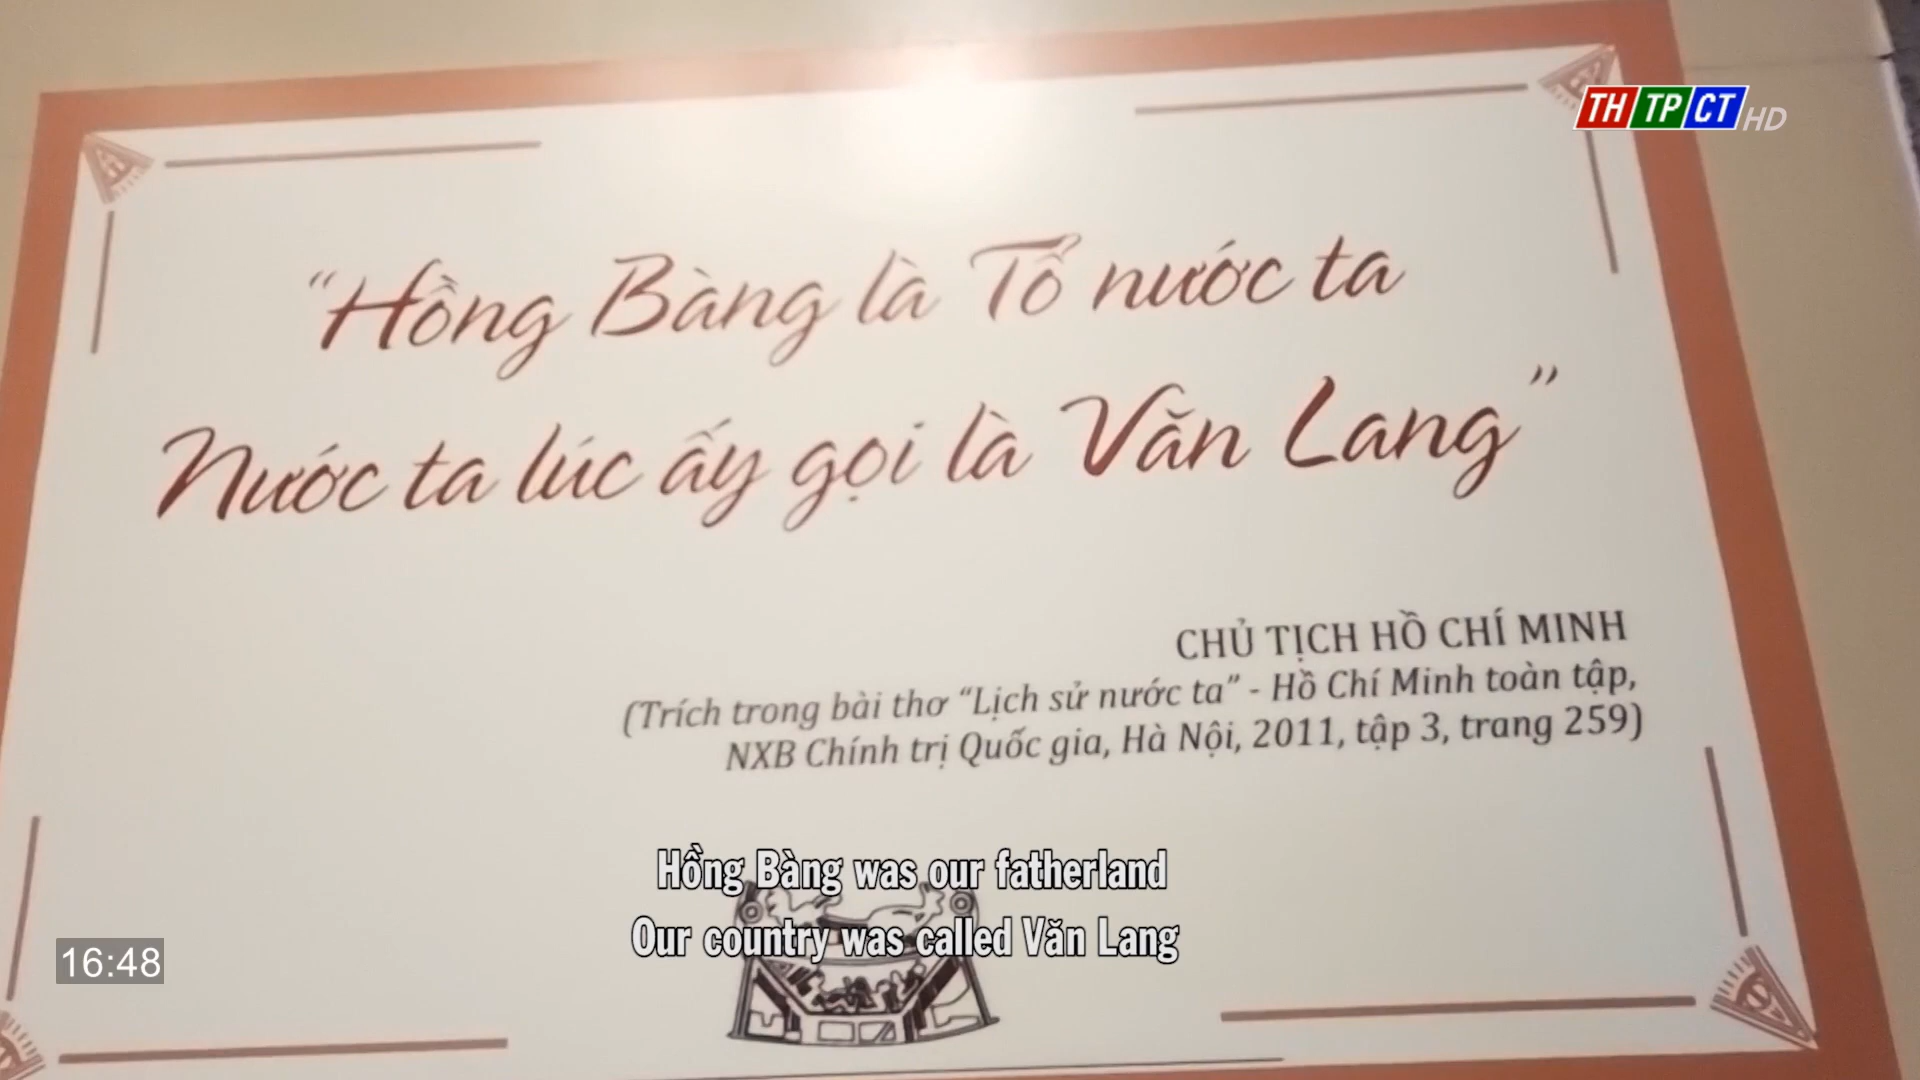 THTPCT HD
“Hồng Bàng là Tổ nước ta
Nước ta lúc ấy gọi là Văn Lang”
CHỦ TỊCH HỒ CHÍ MINH
(Trích trong bài thơ “Lịch sử nước ta” - Hồ Chí Minh toàn tập,
NXB Chính trị Quốc gia, Hà Nội, 2011, tập 3, trang 259)
Hồng Bàng was our fatherland
Our country was called Văn Lang
16:48